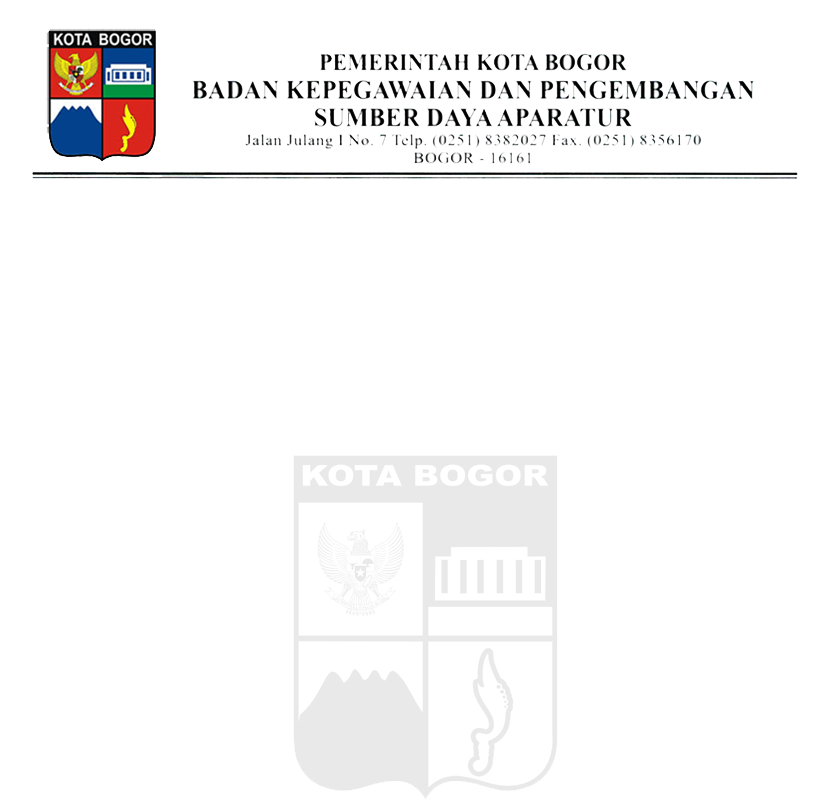 KOTA BOGOR
PEMERINTAH KOTA BOGOR
BADAN KEPEGAWAIAN DAN PENGEMBANGAN
SUMBER DAYA APARATUR
Jalan Julang I No. 7 Telp. (0251) 8382027 Fax. (0251) 8356170
BOGOR - 16161
KOTA BOGOR